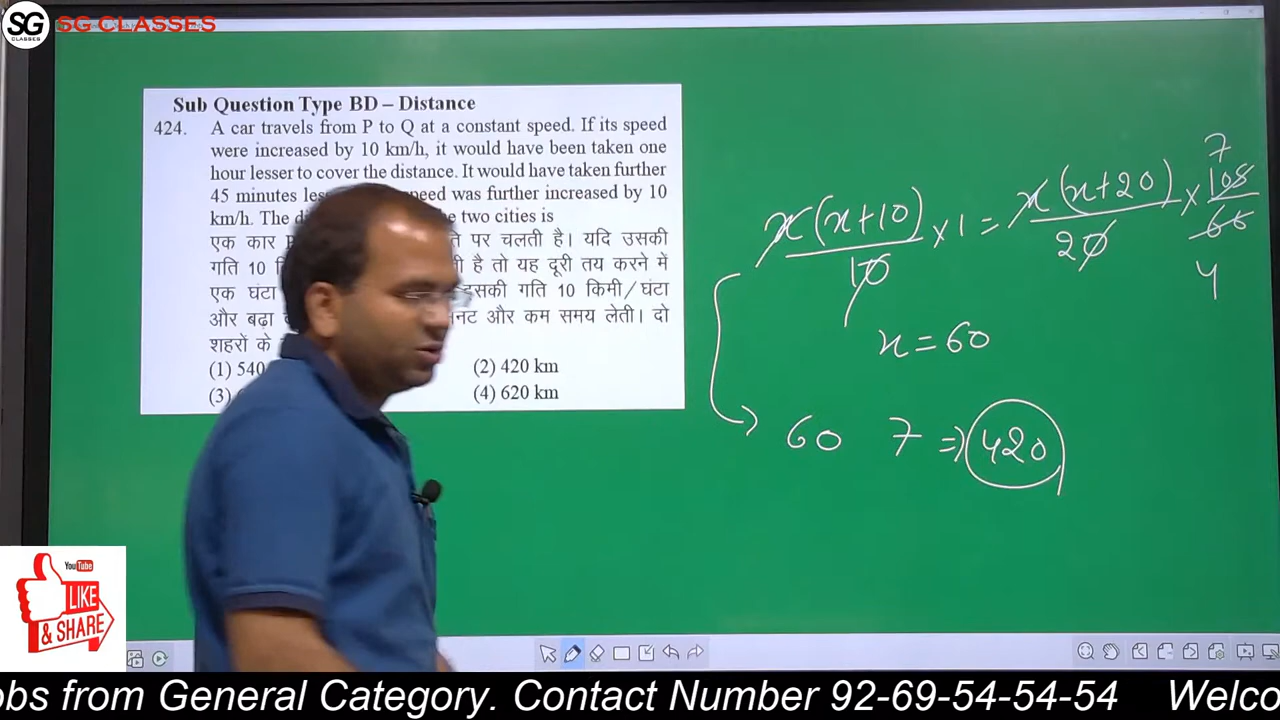 SG
CLASSES
SG CLASSES
Sub Question Type BD – Distance
424. A car travels from P to Q at a constant speed. If its speed
were increased by 10 km/h, it would have been taken one
hour lesser to cover the distance. It would have taken further
45 minutes speed was further increased by 10
km/h. The two cities is
एक कार पर चलती है। यदि उसकी
गति 10 है तो यह दूरी तय करने में
एक घंटा इसकी गति 10 किमी/घंटा
और बढ़ा और कम समय लेती। दो
शहरों के
(1) 540 (2) 420 km
(3) (4) 620 km
x(x+10)/10 × 1 = x(x+20)/20 × 105/60
7
4
x = 60
60 7 ⇒ 420
YouTube
LIKE
& SHARE
obs from General Category. Contact Number 92-69-54-54-54 Welco